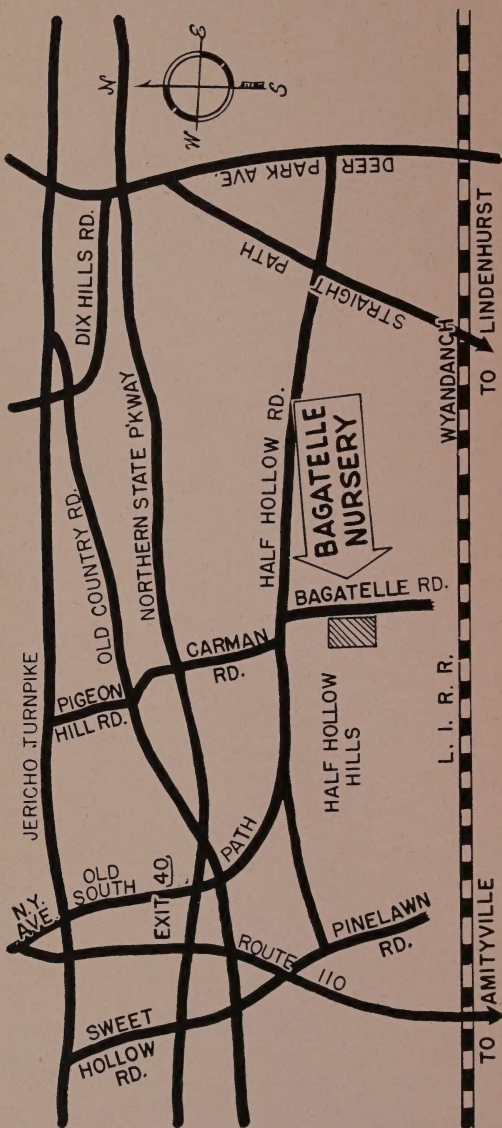 N
E
S
W
JERICHO TURNPIKE
DIX HILLS RD.
OLD COUNTRY RD.
NORTHERN STATE P'KWAY
DEER PARK AVE.
STRAIGHT PATH
HALF HOLLOW RD.
BAGATELLE
NURSERY
BAGATELLE RD.
PIGEON
HILL RD.
CARMAN
RD.
HALF HOLLOW
HILLS
N.Y.
AVE.
OLD
SOUTH
PATH
EXIT 40
ROUTE 110
PINELAWN
RD.
SWEET
HOLLOW
RD.
WYANDANCH
L. I. R. R.
TO LINDENHURST
TO AMITYVILLE